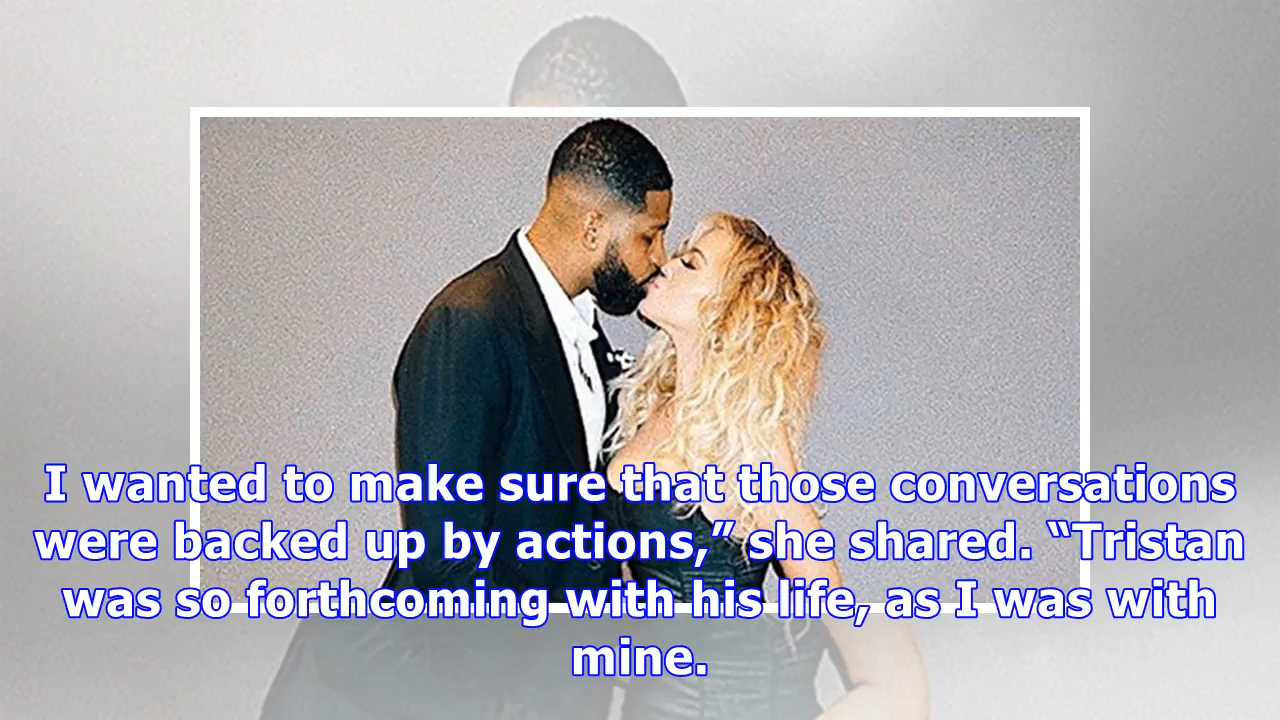 I wanted to make sure that those conversations
were backed up by actions,” she shared. “Tristan
was so forthcoming with his life, as I was with
mine.